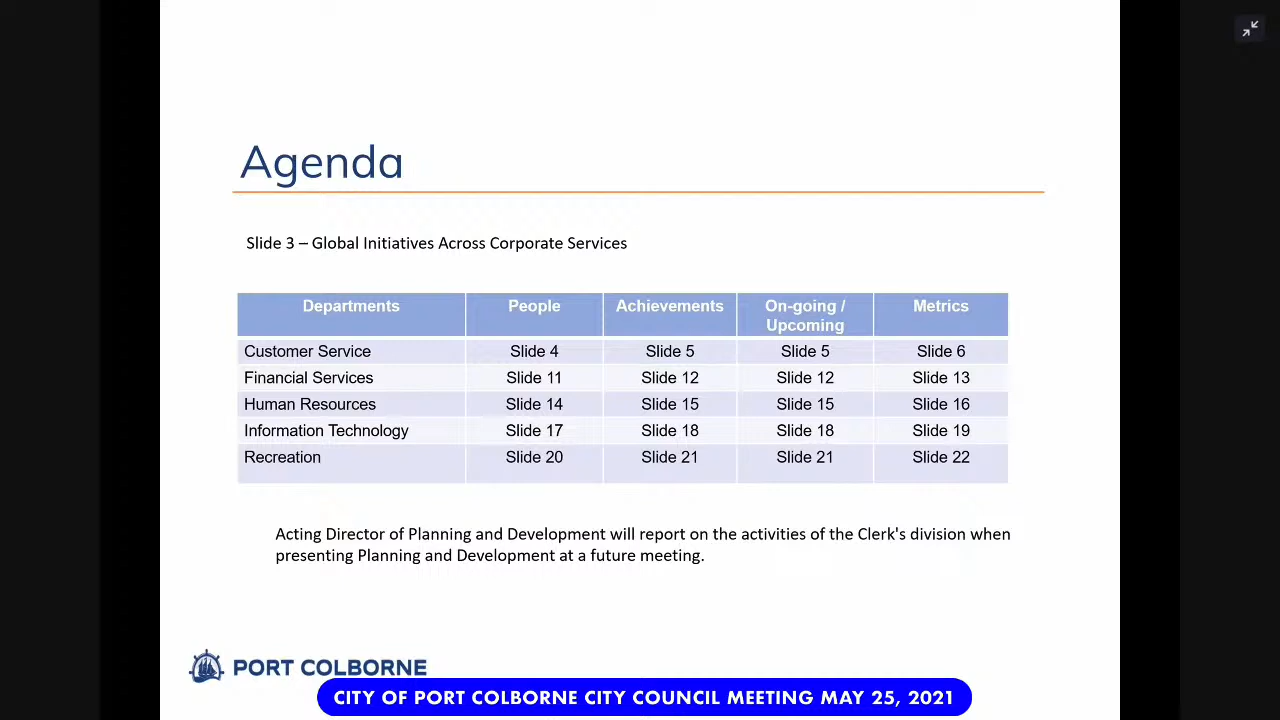 Agenda
Slide 3 – Global Initiatives Across Corporate Services
Departments People Achievements On-going / Upcoming Metrics
Customer Service Slide 4 Slide 5 Slide 5 Slide 6
Financial Services Slide 11 Slide 12 Slide 12 Slide 13
Human Resources Slide 14 Slide 15 Slide 15 Slide 16
Information Technology Slide 17 Slide 18 Slide 18 Slide 19
Recreation Slide 20 Slide 21 Slide 21 Slide 22
Acting Director of Planning and Development will report on the activities of the Clerk's division when
presenting Planning and Development at a future meeting.
PORT COLBORNE
CITY OF PORT COLBORNE CITY COUNCIL MEETING MAY 25, 2021